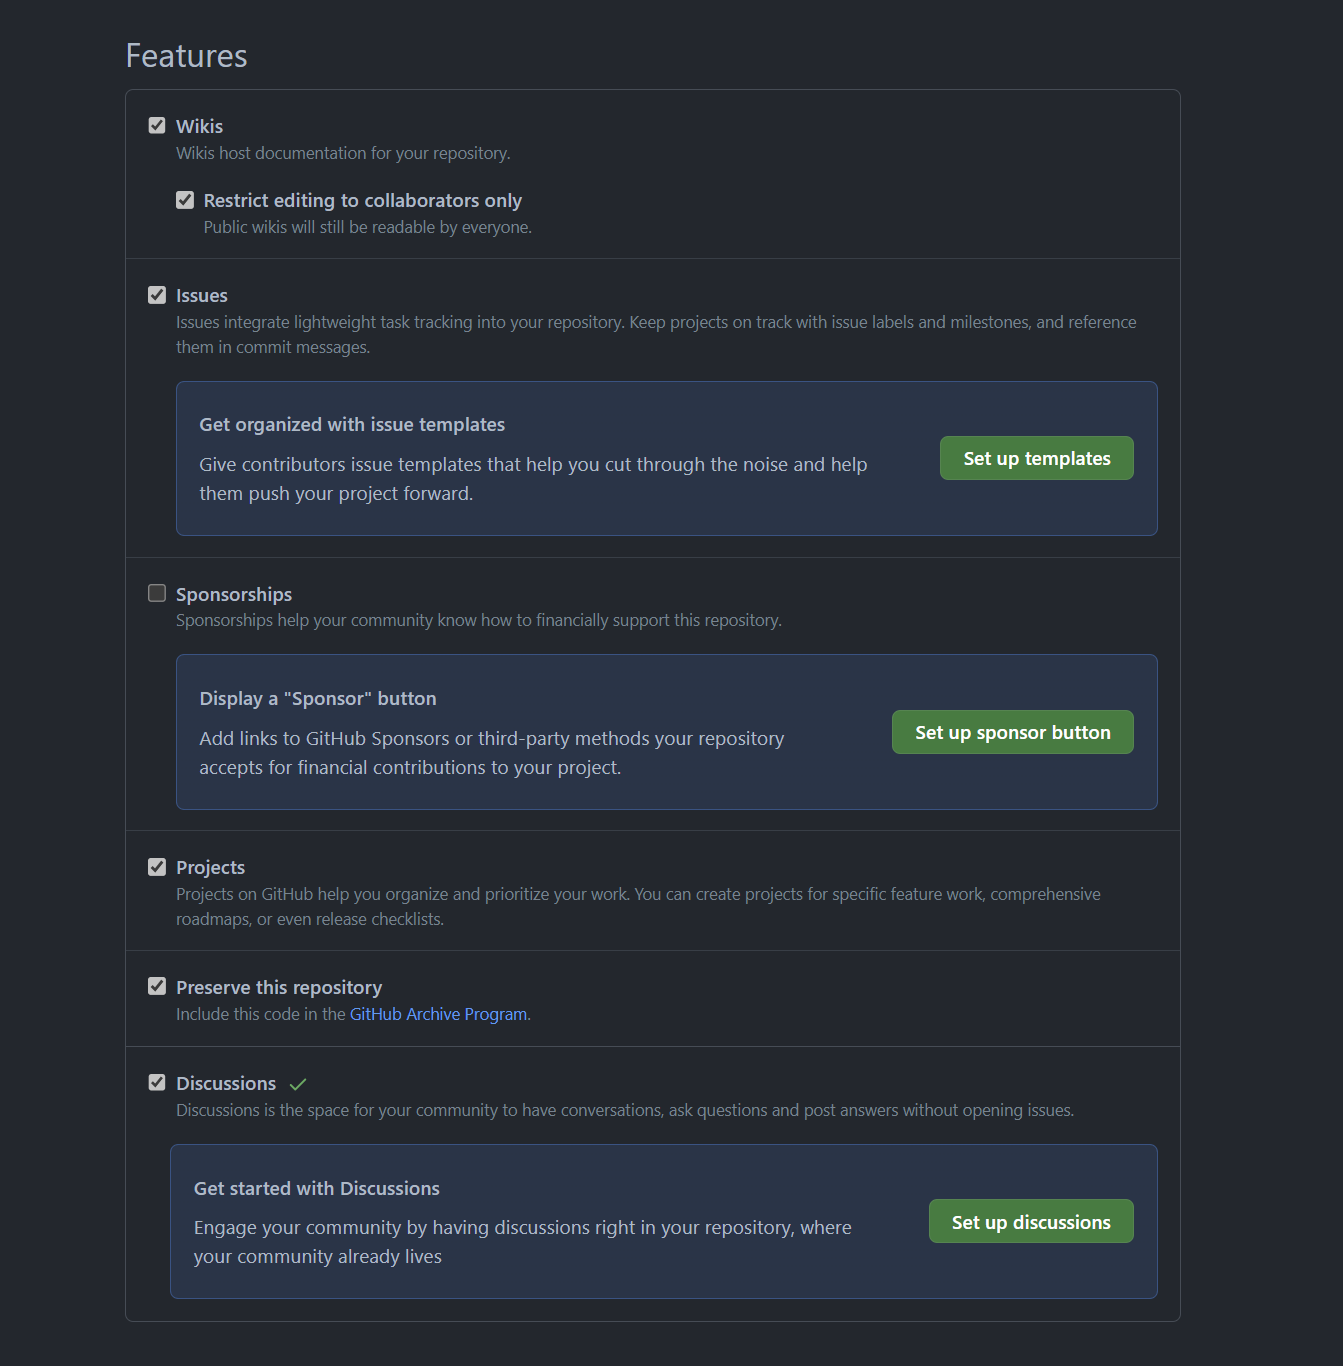 Features
Wikis
Wikis host documentation for your repository.
Restrict editing to collaborators only
Public wikis will still be readable by everyone.
Issues
Issues integrate lightweight task tracking into your repository. Keep projects on track with issue labels and milestones, and reference
them in commit messages.
Get organized with issue templates
Give contributors issue templates that help you cut through the noise and help
them push your project forward.
Set up templates
Sponsorships
Sponsorships help your community know how to financially support this repository.
Display a "Sponsor" button
Add links to GitHub Sponsors or third-party methods your repository
accepts for financial contributions to your project.
Set up sponsor button
Projects
Projects on GitHub help you organize and prioritize your work. You can create projects for specific feature work, comprehensive
roadmaps, or even release checklists.
Preserve this repository
Include this code in the GitHub Archive Program.
Discussions
Discussions is the space for your community to have conversations, ask questions and post answers without opening issues.
Get started with Discussions
Engage your community by having discussions right in your repository, where
your community already lives
Set up discussions